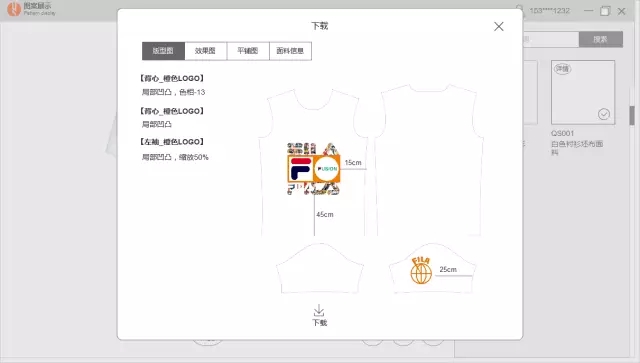 图案展示
Pattern display
153****1232
下载
版型图
效果图
平铺图
面料信息
搜索
详情
【背心_橙色LOGO】
局部凹凸，色相-13
【背心_橙色LOGO】
局部凹凸
【左袖_橙色LOGO】
局部凹凸，缩放50%
FILA
F
FUSION
15cm
45cm
FILA
25cm
QS001
白色衬衫坯布面
料
下载